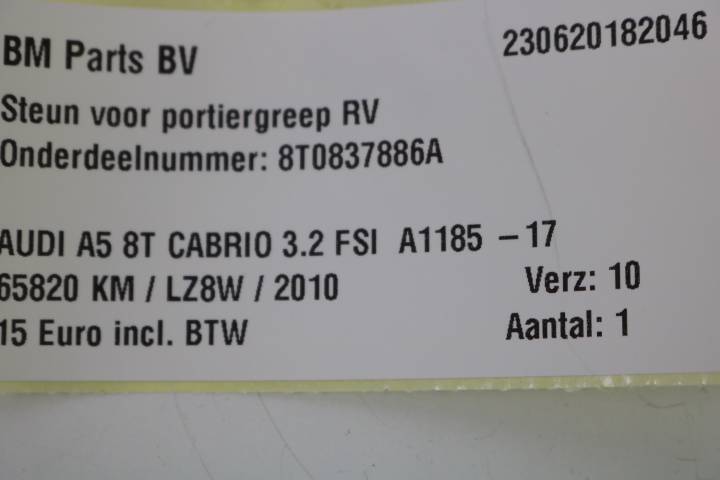 BM Parts BV
230620182046
Steun voor portiergreep RV
Onderdeelnummer: 8T0837886A
AUDI A5 8T CABRIO 3.2 FSI A1185 - 17
65820 KM / LZ8W / 2010
Verz: 10
15 Euro incl. BTW
Aantal: 1